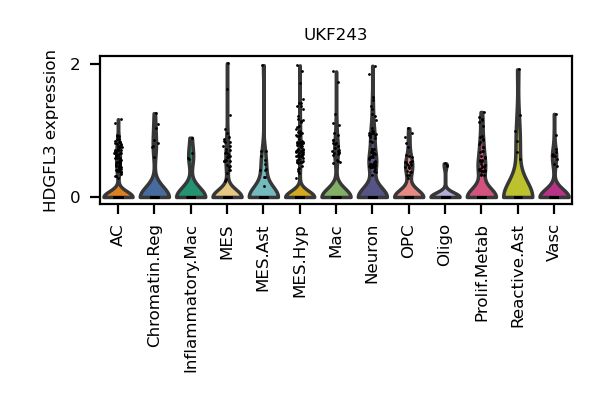 UKF243
HDGFL3 expression
2
0
AC
Chromatin.Reg
Inflammatory.Mac
MES
MES.Ast
MES.Hyp
Mac
Neuron
OPC
Oligo
Prolif.Metab
Reactive.Ast
Vasc